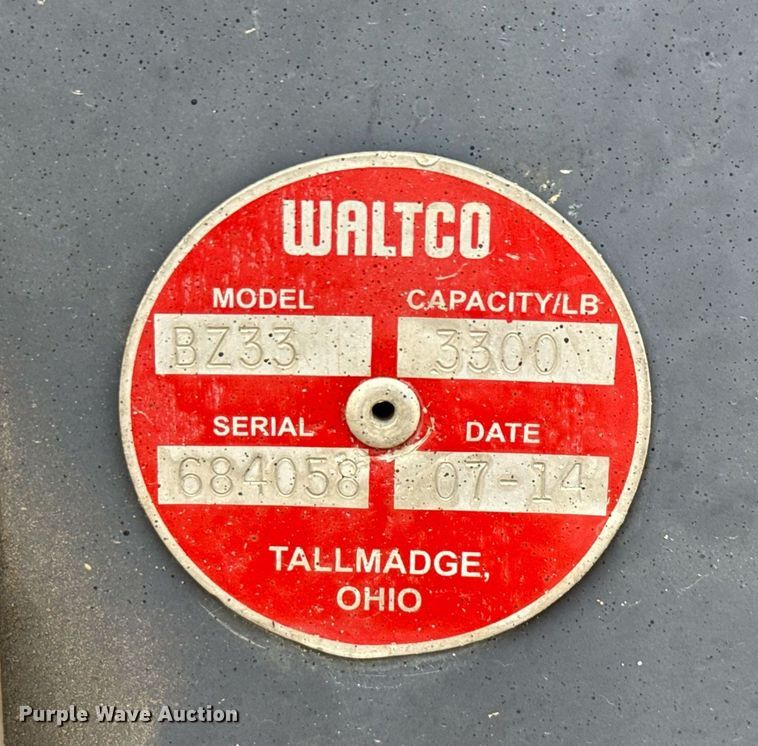 WALTCO
MODEL CAPACITY/LB
BZ33 3300
SERIAL DATE
684058 07-14
TALLMADGE,
OHIO
Purple Wave Auction